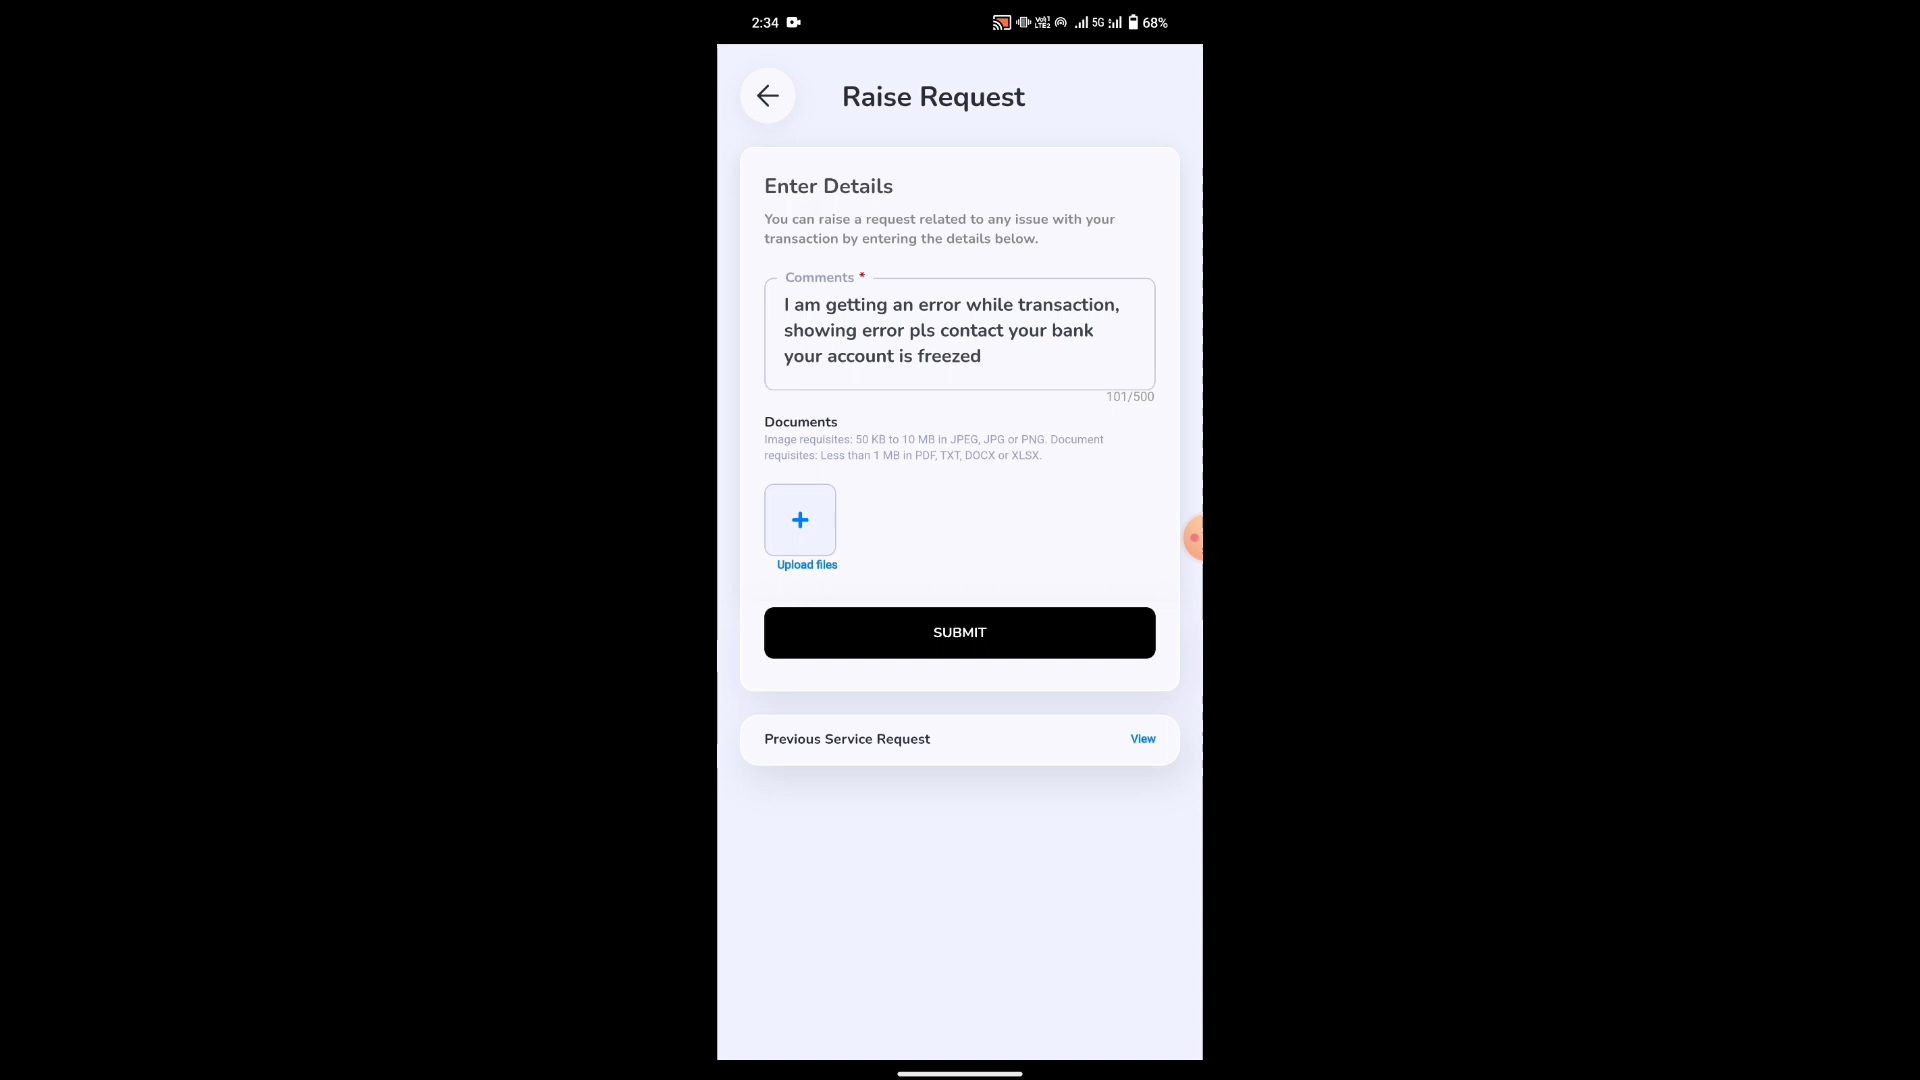 2:34
5G
68%
Raise Request
Enter Details
You can raise a request related to any issue with your
transaction by entering the details below.
Comments *
I am getting an error while transaction,
showing error pls contact your bank
your account is freezed
101/500
Documents
Image requisites: 50 KB to 10 MB in JPEG, JPG or PNG. Document
requisites: Less than 1 MB in PDF, TXT, DOCX or XLSX.
Upload files
SUBMIT
Previous Service Request
View